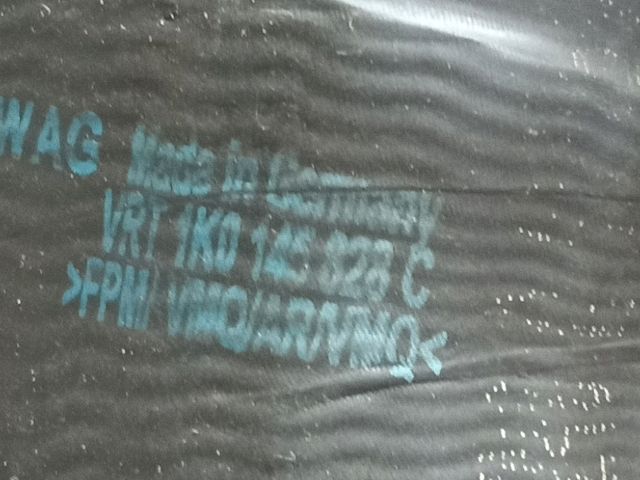 WAG Made in Germany
VRT 1K0 145 828 C
>FPM/VMQ/AR/VMQ<